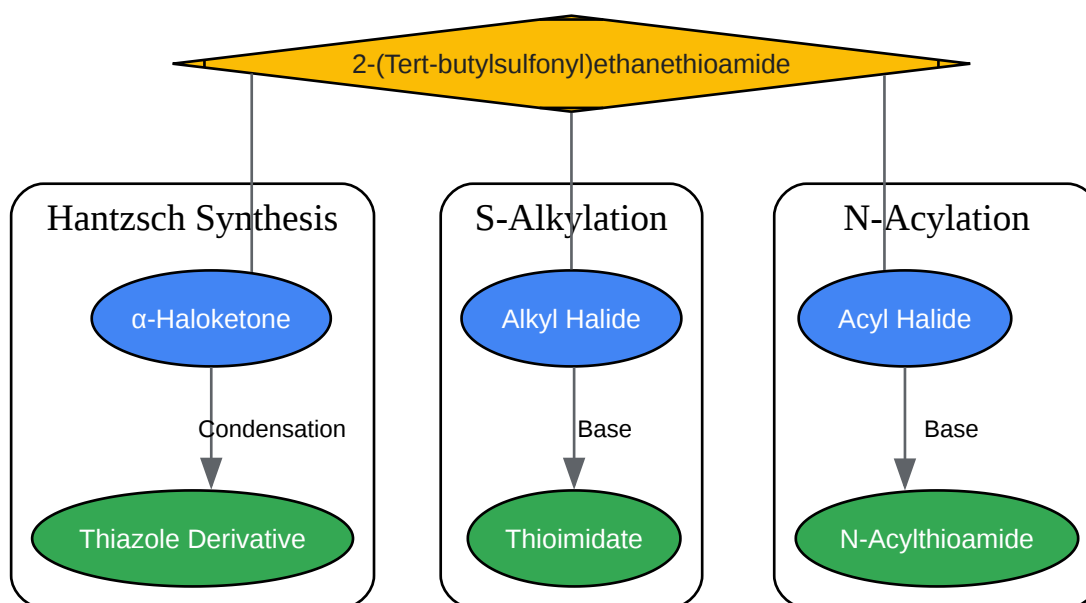 2-(Tert-butylsulfonyl)ethanethioamide
Hantzsch Synthesis
S-Alkylation
N-Acylation
α-Haloketone
Alkyl Halide
Acyl Halide
Condensation
Base
Base
Thiazole Derivative
Thioimidate
N-Acylthioamide